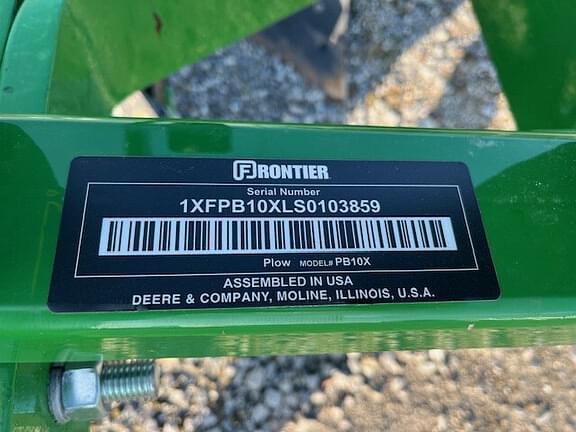 FRONTIER
Serial Number
1XFPB10XLS0103859
Plow MODEL# PB10X
ASSEMBLED IN USA
DEERE & COMPANY, MOLINE, ILLINOIS, U.S.A.